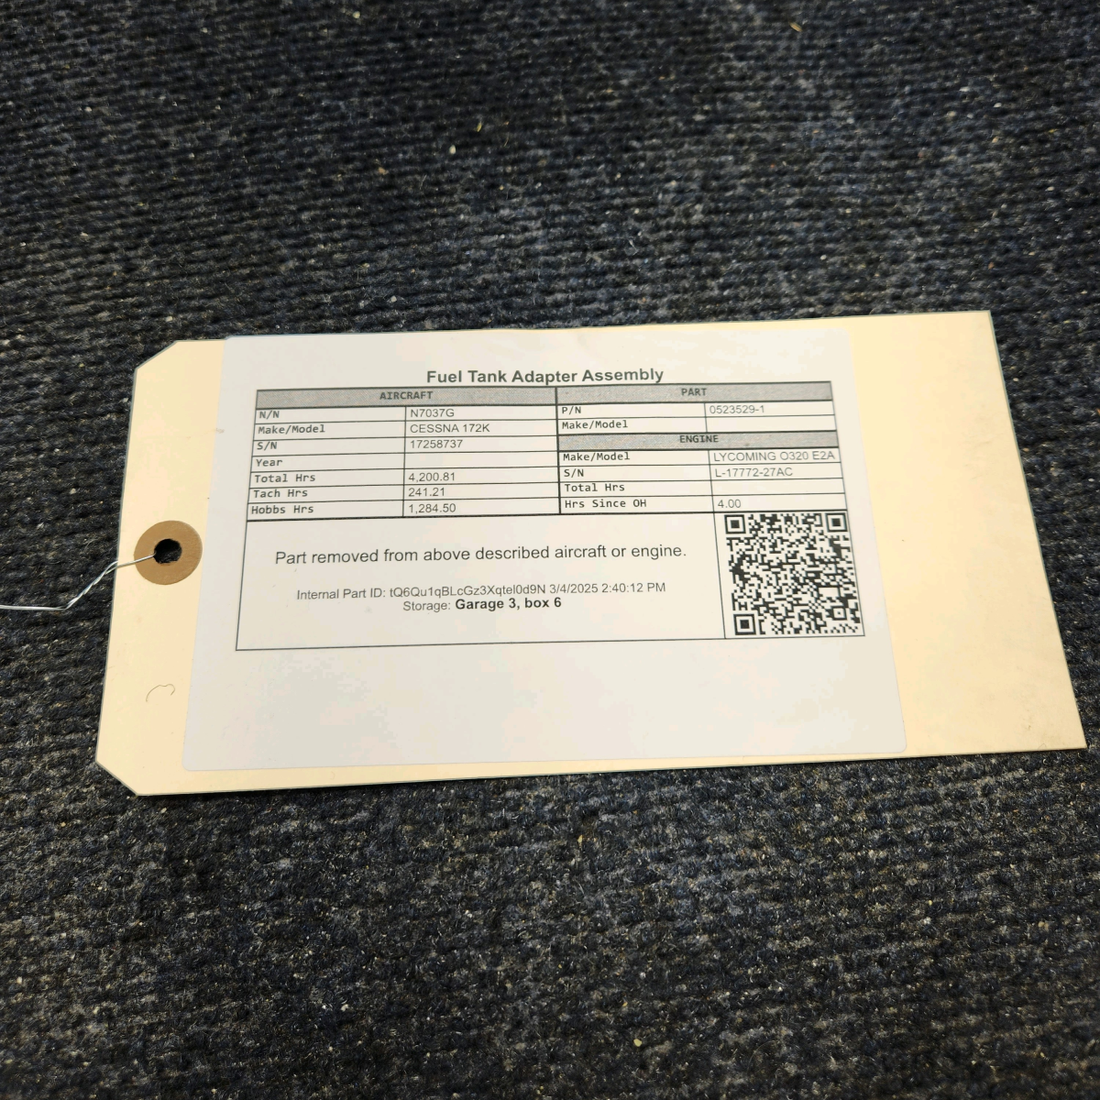 Fuel Tank Adapter Assembly
AIRCRAFT PART
N/N N7037G P/N 0523529-1
Make/Model CESSNA 172K Make/Model
S/N 17258737 ENGINE
Year Make/Model LYCOMING O320 E2A
Total Hrs 4,200.81 S/N L-17772-27AC
Tach Hrs 241.21 Total Hrs
Hobbs Hrs 1,284.50 Hrs Since OH 4.00
Part removed from above described aircraft or engine.
Internal Part ID: tQ6Qu1qBLcGz3Xqtel0d9N 3/4/2025 2:40:12 PM
Storage: Garage 3, box 6